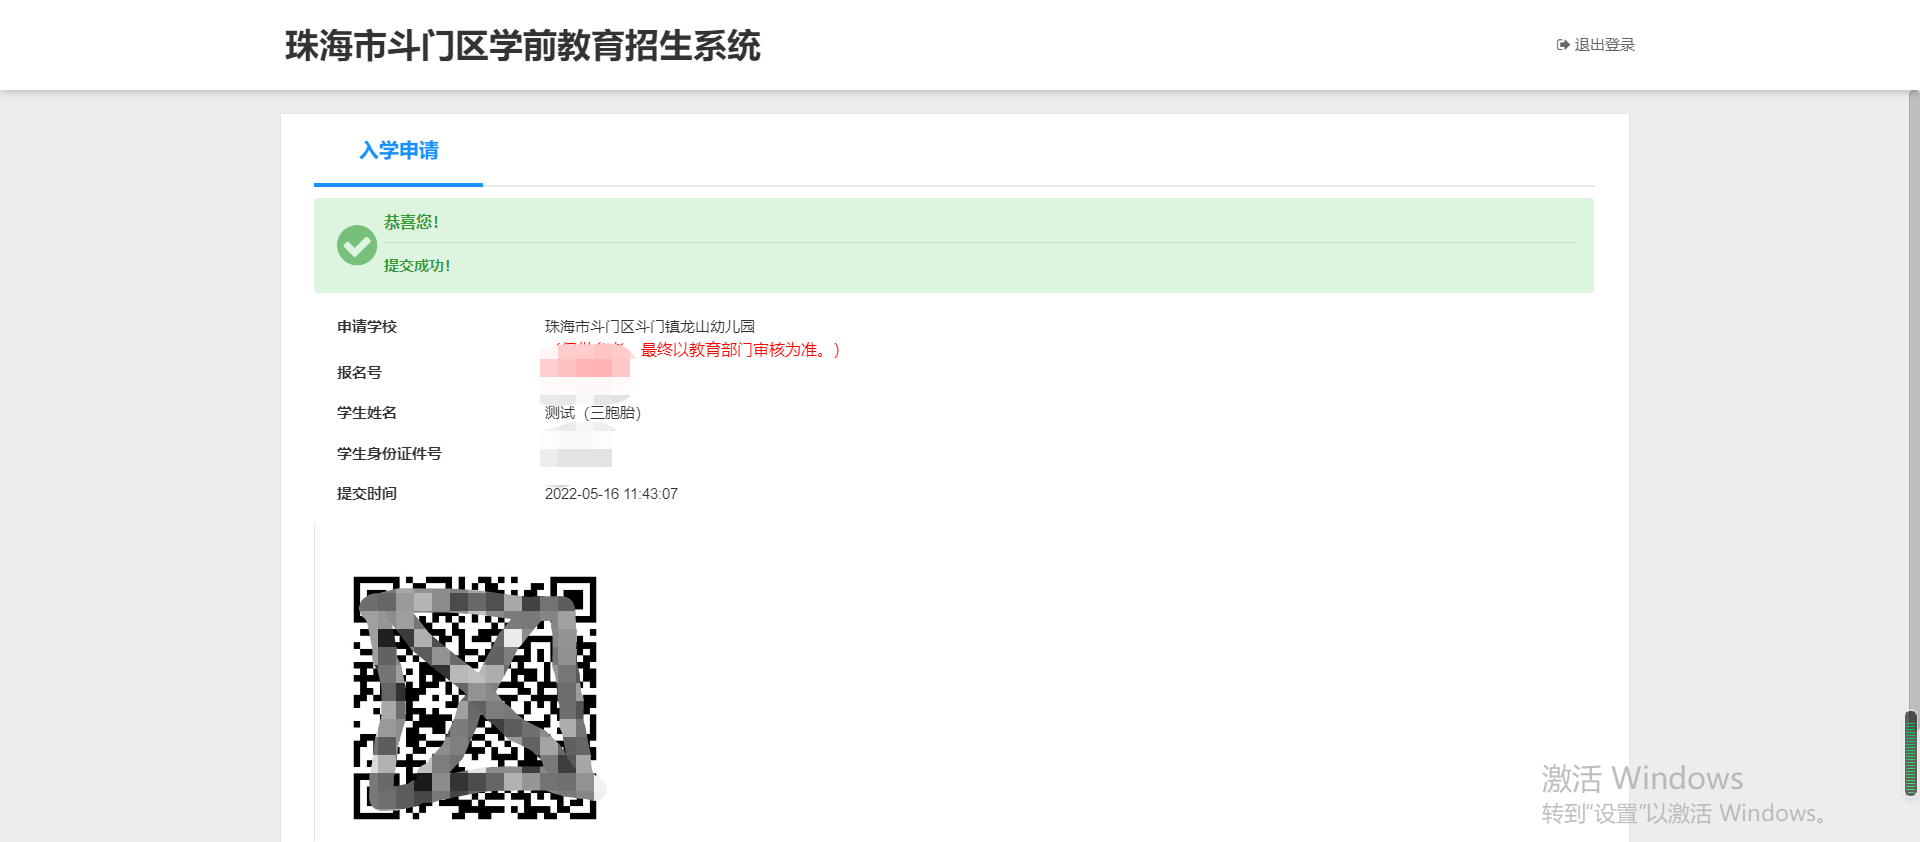 珠海市斗门区学前教育招生系统
退出登录
入学申请
恭喜您！
提交成功！
申请学校 珠海市斗门区斗门镇龙山幼儿园
最终以教育部门审核为准。）
报名号
学生姓名 测试（三胞胎）
学生身份证件号
提交时间 2022-05-16 11:43:07
激活 Windows
转到“设置”以激活 Windows。